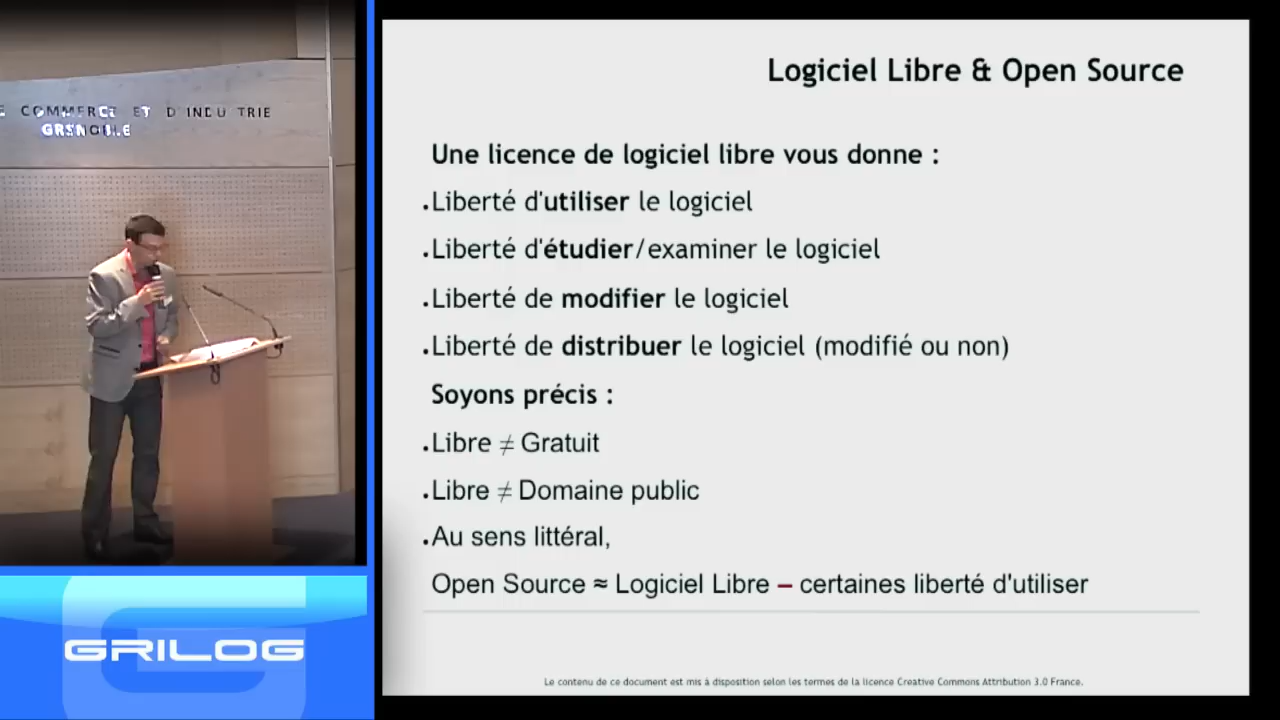 COMMERCE ET D'INDU TRIE
GRENOBLE
GRILOG
Logiciel Libre & Open Source
Une licence de logiciel libre vous donne :
.Liberté d'utiliser le logiciel
.Liberté d'étudier/examiner le logiciel
.Liberté de modifier le logiciel
.Liberté de distribuer le logiciel (modifié ou non)
Soyons précis :
.Libre ≠ Gratuit
.Libre ≠ Domaine public
.Au sens littéral,
Open Source ≈ Logiciel Libre – certaines liberté d'utiliser
Le contenu de ce document est mis à disposition selon les termes de la licence Creative Commons Attribution 3.0 France.